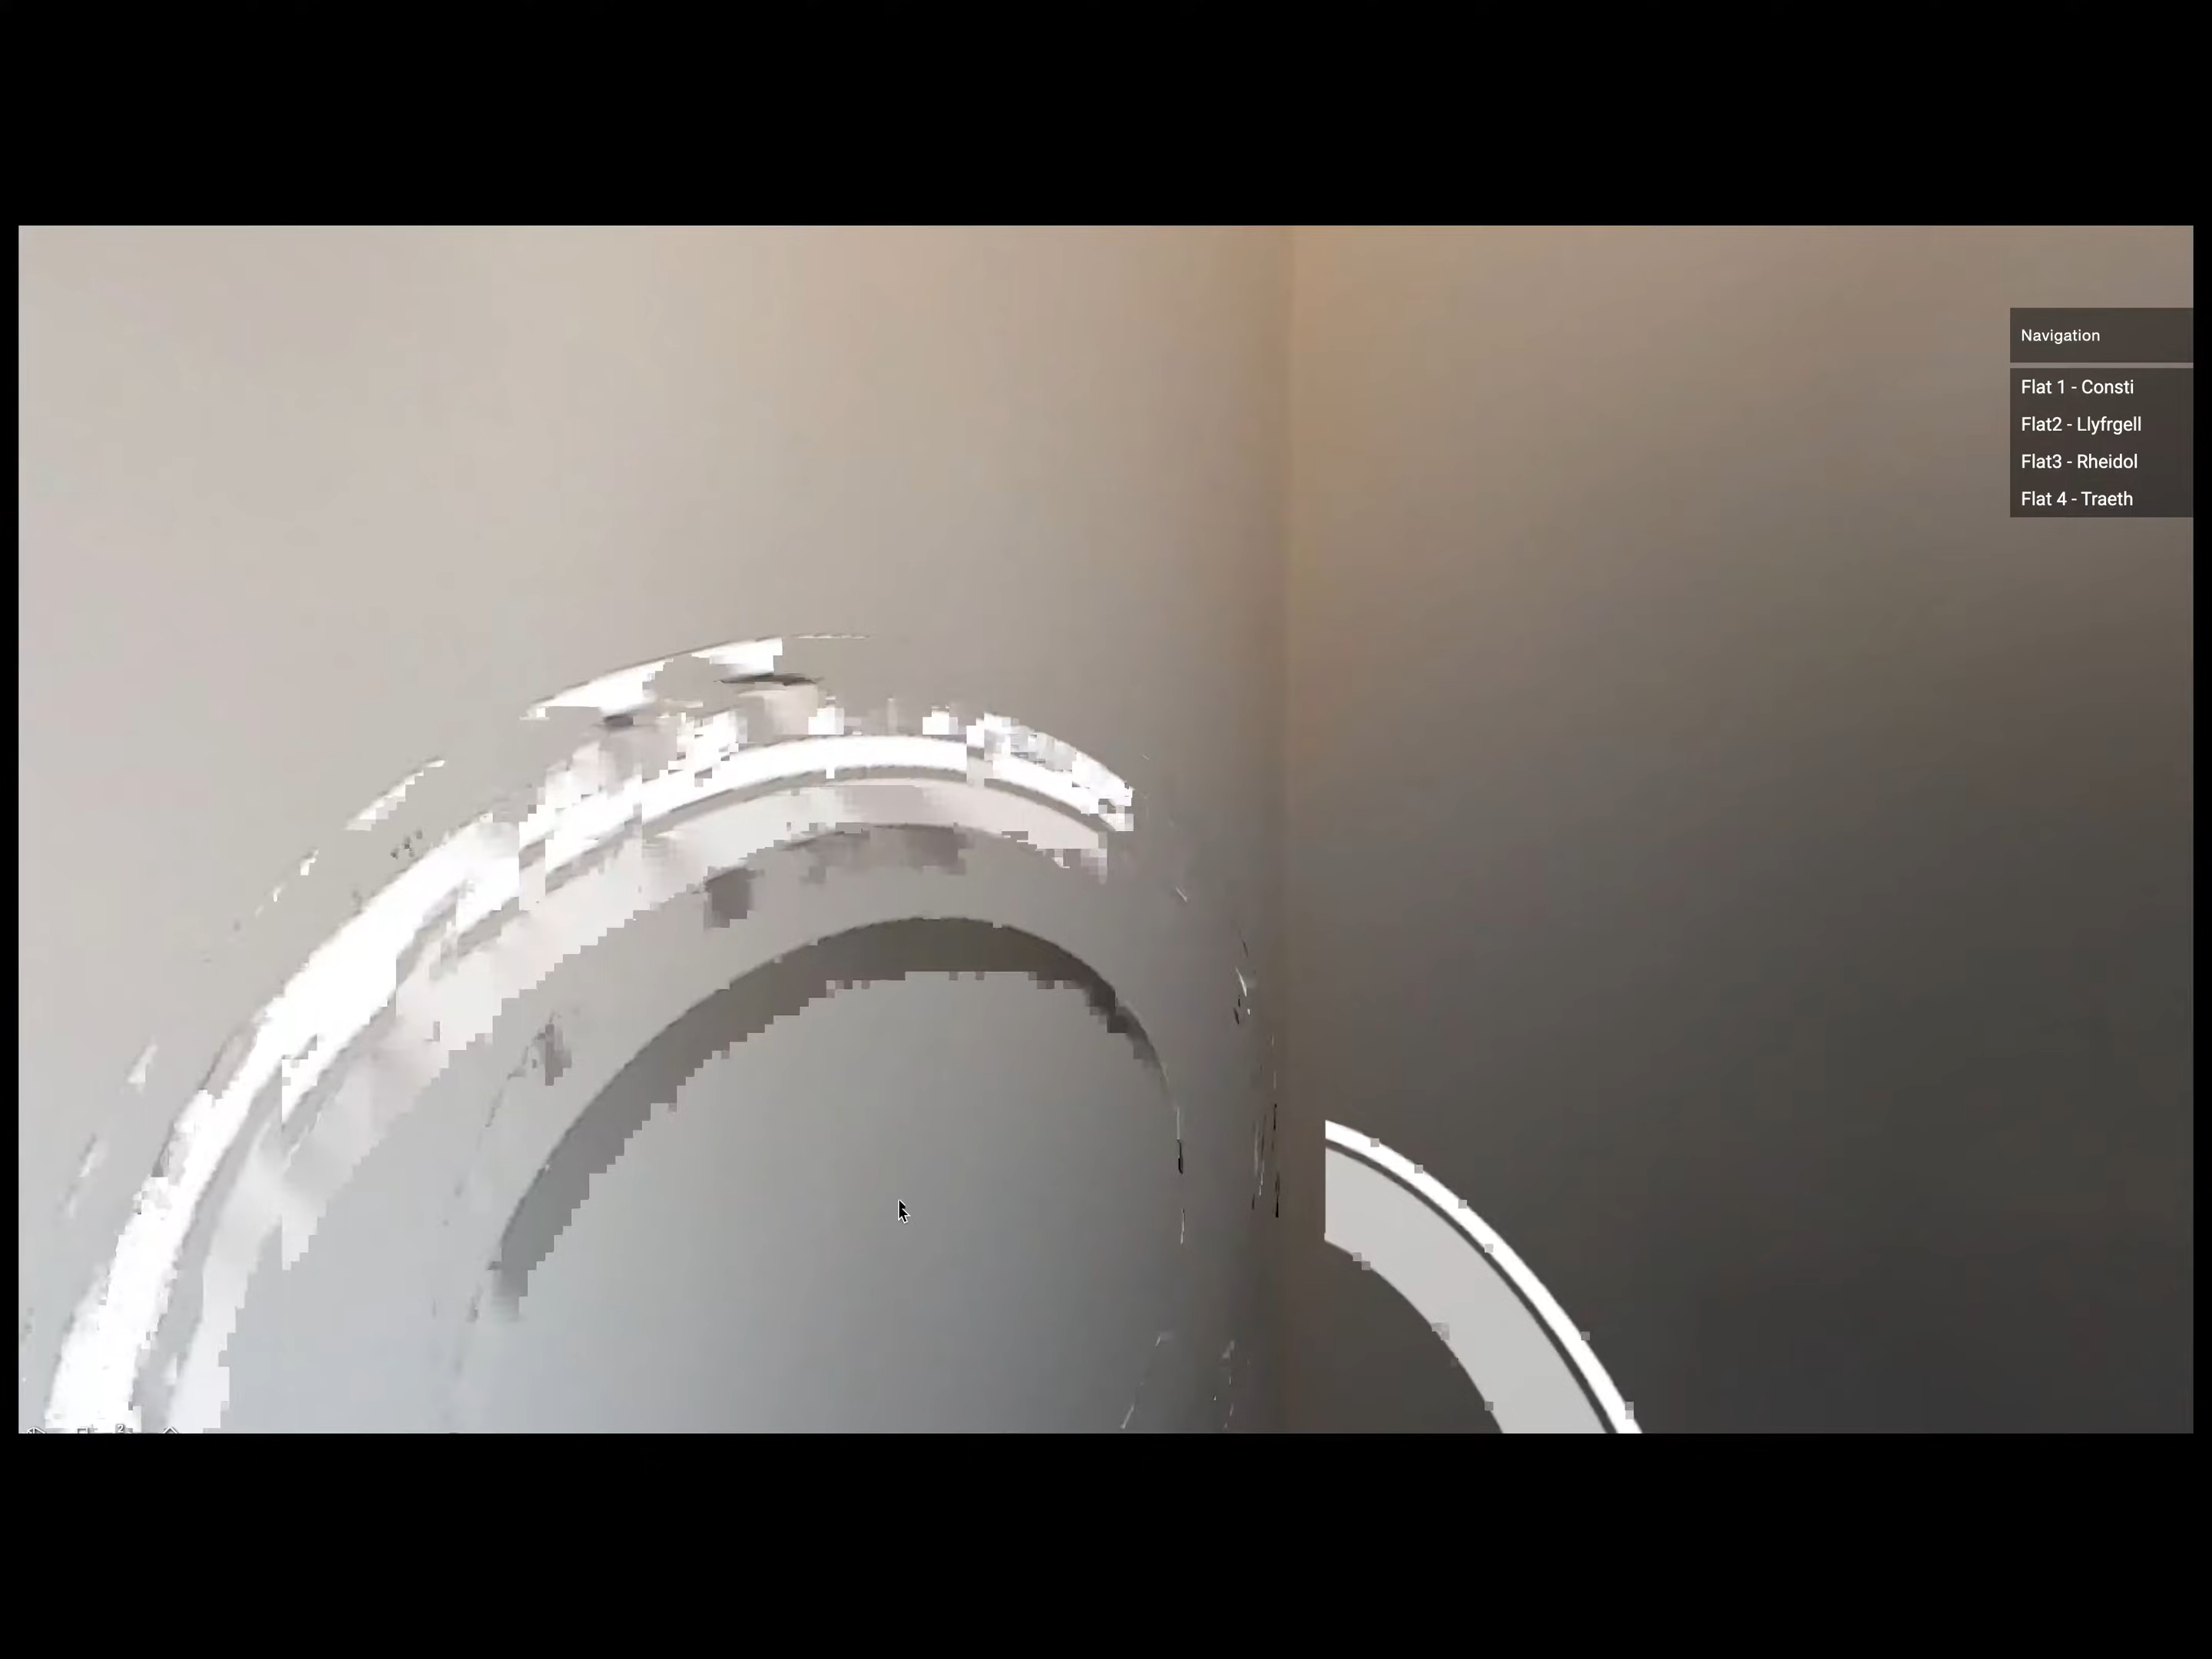 Navigation
Flat 1 - Consti
Flat2 - Llyfrgell
Flat3 - Rheidol
Flat 4 - Traeth